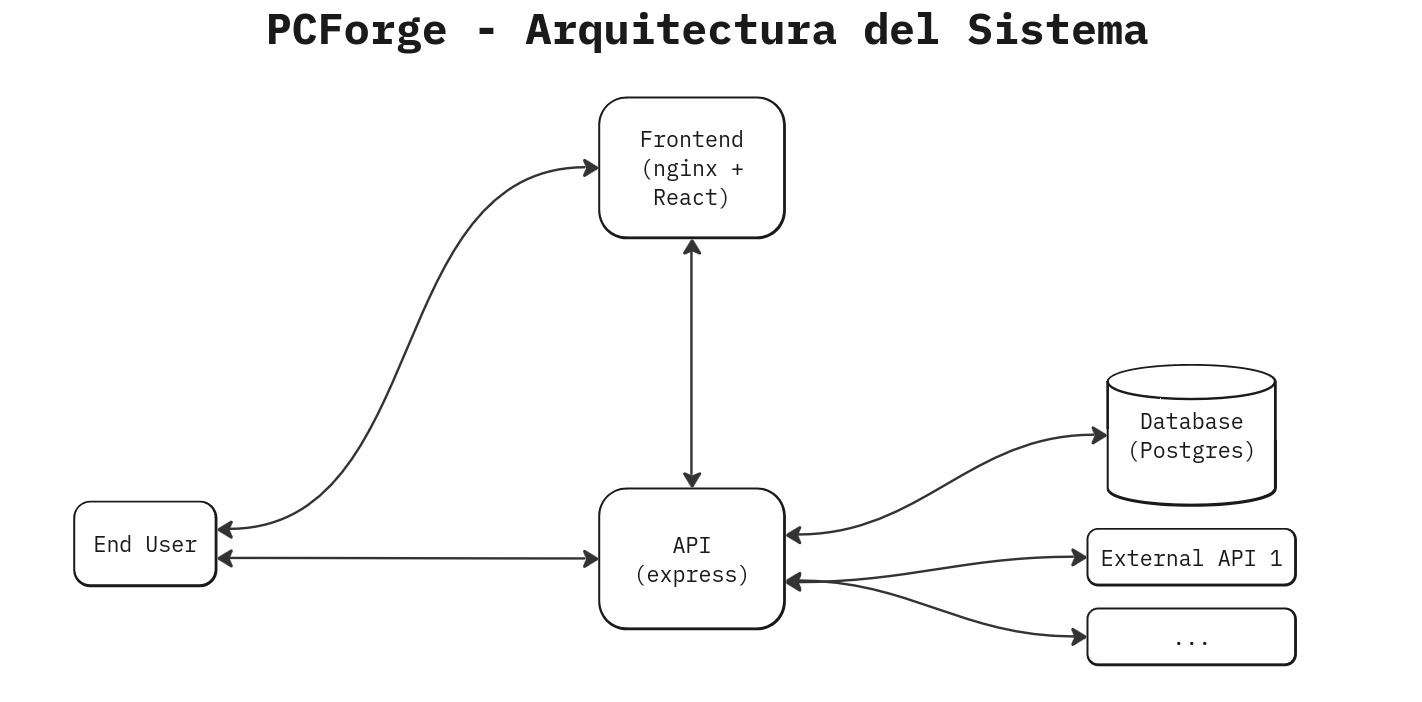 PCForge - Arquitectura del Sistema
Frontend
(nginx +
React)
Database
(Postgres)
End User
API
(express)
External API 1
...